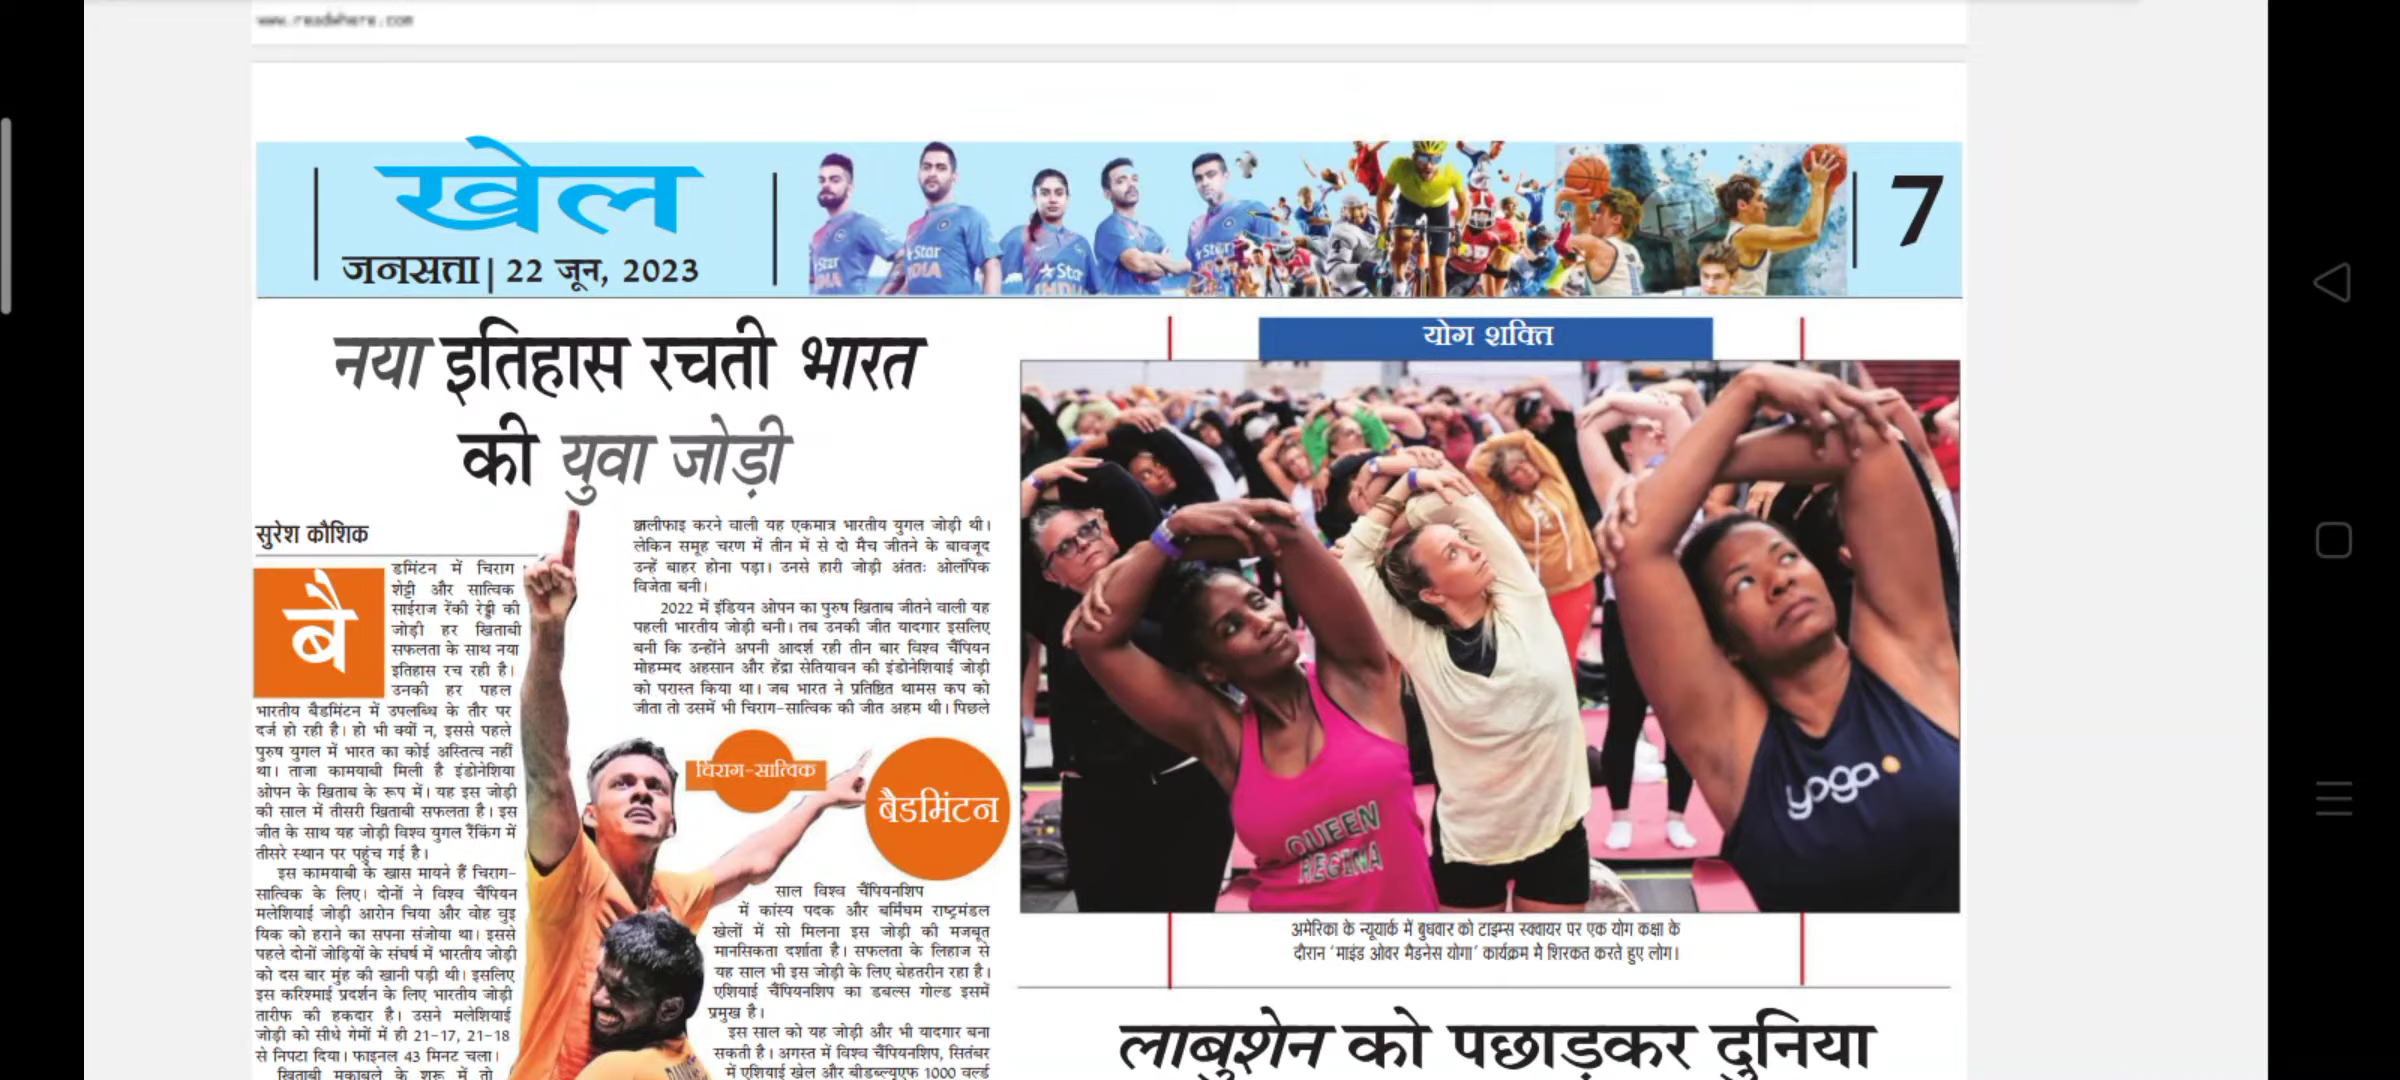 www.readwhere.com
खेल
जनसत्ता | 22 जून, 2023
7
नया इतिहास रचती भारत
की युवा जोड़ी
सुरेश कौशिक
बै
डमिंटन में चिराग
शेट्टी और सात्विक
साईराज रेंकी रेड्डी की
जोड़ी हर खिताबी
सफलता के साथ नया
इतिहास रच रही है।
उनकी हर पहल
भारतीय बैडमिंटन में उपलब्धि के तौर पर
दर्ज हो रही है। हो भी क्यों न, इससे पहले
पुरुष युगल में भारत का कोई अस्तित्व नहीं
था। ताजा कामयाबी मिली है इंडोनेशिया
ओपन के खिताब के रूप में। यह इस जोड़ी
की साल में तीसरी खिताबी सफलता है। इस
जीत के साथ यह जोड़ी विश्व युगल रैंकिंग में
तीसरे स्थान पर पहुंच गई है।
इस कामयाबी के खास मायने हैं चिराग-
सात्विक के लिए। दोनों ने विश्व चैंपियन
मलेशियाई जोड़ी आरोन चिया और वोह वुइ
यिक को हराने का सपना संजोया था। इससे
पहले दोनों जोड़ियों के संघर्ष में भारतीय जोड़ी
को दस बार मुंह की खानी पड़ी थी। इसलिए
इस करिश्माई प्रदर्शन के लिए भारतीय जोड़ी
तारीफ की हकदार है। उसने मलेशियाई
जोड़ी को सीधे गेमों में ही 21-17, 21-18
से निपटा दिया। फाइनल 43 मिनट चला।
खिताबी मुकाबले के शुरू में तो
क्वालीफाइ करने वाली यह एकमात्र भारतीय युगल जोड़ी थी।
लेकिन समूह चरण में तीन में से दो मैच जीतने के बावजूद
उन्हें बाहर होना पड़ा। उनसे हारी जोड़ी अंततः ओलंपिक
विजेता बनी।
2022 में इंडियन ओपन का पुरुष खिताब जीतने वाली यह
पहली भारतीय जोड़ी बनी। तब उनकी जीत यादगार इसलिए
बनी कि उन्होंने अपनी आदर्श रही तीन बार विश्व चैंपियन
मोहम्मद अहसान और हेंद्रा सेतियावन की इंडोनेशियाई जोड़ी
को परास्त किया था। जब भारत ने प्रतिष्ठित थामस कप को
जीता तो उसमें भी चिराग-सात्विक की जीत अहम थी। पिछले
चिराग-सात्विक
बैडमिंटन
साल विश्व चैंपियनशिप
में कांस्य पदक और बर्मिंघम राष्ट्रमंडल
खेलों में सो मिलना इस जोड़ी की मजबूत
मानसिकता दर्शाता है। सफलता के लिहाज से
यह साल भी इस जोड़ी के लिए बेहतरीन रहा है।
एशियाई चैंपियनशिप का डबल्स गोल्ड इसमें
प्रमुख है।
इस साल को यह जोड़ी और भी यादगार बना
सकती है। अगस्त में विश्व चैंपियनशिप, सितंबर
में एशियाई खेल और बीडब्ल्यूएफ 1000 वर्ल्ड
योग शक्ति
QUEEN
REGINA
yoga
अमेरिका के न्यूयार्क में बुधवार को टाइम्स स्क्वायर पर एक योग कक्षा के
दौरान 'माइंड ओवर मैडनेस योगा' कार्यक्रम मे शिरकत करते हुए लोग।
लाबुशेन को पछाड़कर दुनिया